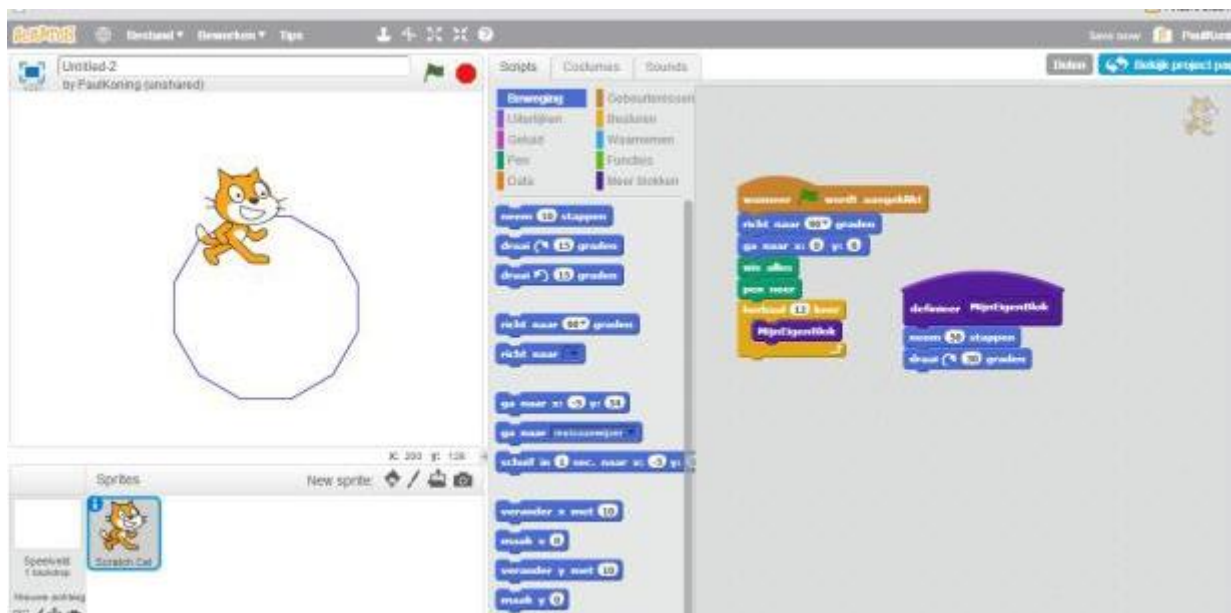 SCRATCH
Bestand Bewerken Tips
Save now
Untitled-2
by PaulKoning (unshared)
Scripts Costumes Sounds
Bekijk project pag
Beweging Gebeurtenissen
Uiterlijken Besturen
Geluid Waarnemen
Pen Functies
Data Meer blokken
neem 10 stappen
draai 15 graden
draai 15 graden
richt naar 90 graden
richt naar
ga naar x: -5 y: 54
ga naar muisaanwijzer
schuif in 1 sec. naar x: -5 y:
verander x met 10
maak x 0
verander y met 10
maak y 0
wanneer wordt aangeklikt
richt naar 90 graden
ga naar x: 0 y: 0
wis alles
pen neer
herhaal 12 keer
MijnEigenBlok
definieer MijnEigenBlok
neem 50 stappen
draai 30 graden
Sprites New sprite:
Scratch Cat
Speelveld
1 backdrop